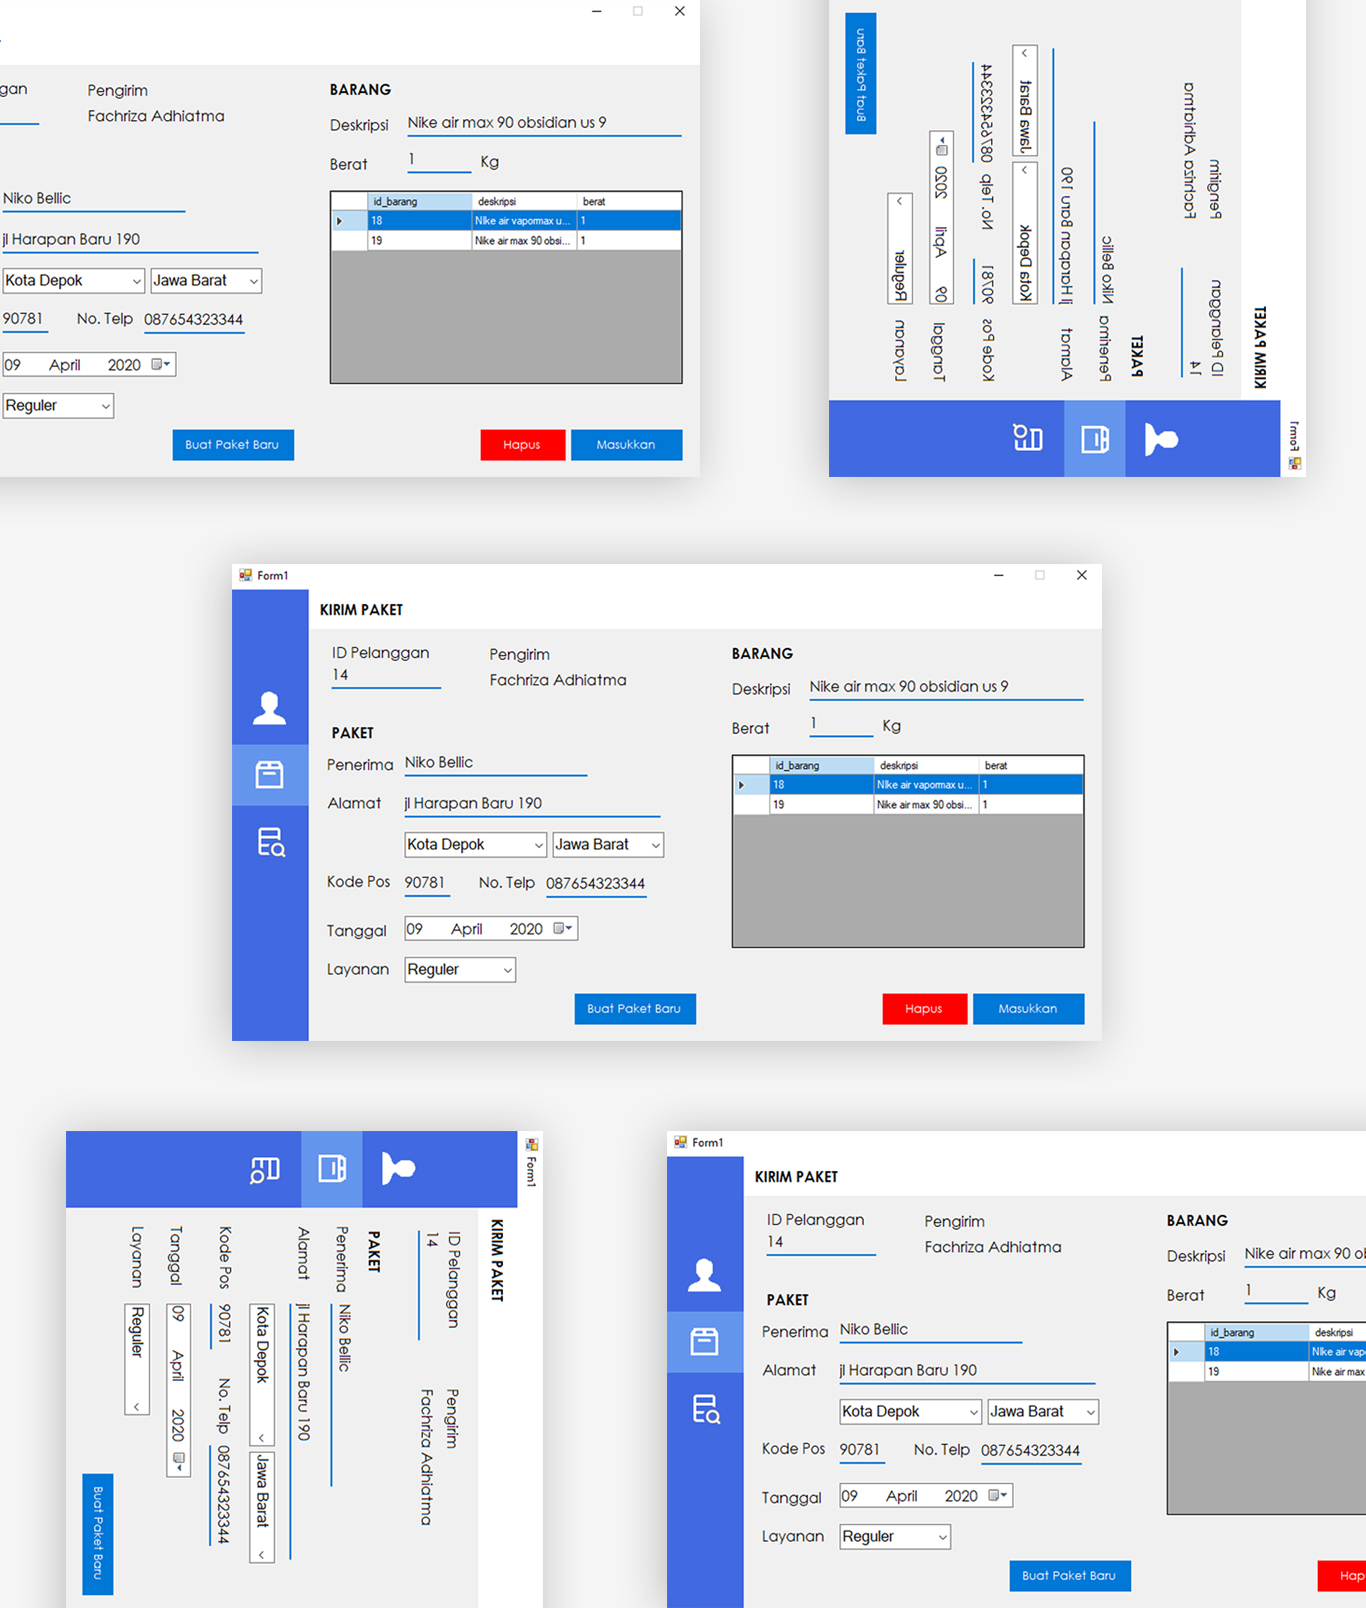 gan
Pengirim
Fachriza Adhiatma
Niko Bellic
jl Harapan Baru 190
Kota Depok
Jawa Barat
90781
No. Telp
087654323344
09 April 2020
Reguler
Buat Paket Baru
BARANG
Deskripsi
Nike air max 90 obsidian us 9
Berat
1
Kg
id_barang deskripsi berat
18 NIke air vapormax u... 1
19 Nike air max 90 obsi... 1
Hapus
Masukkan
Form1
KIRIM PAKET
ID Pelanggan
14
Pengirim
Fachriza Adhiatma
PAKET
Penerima
Niko Bellic
Alamat
jl Harapan Baru 190
Kota Depok
Jawa Barat
Kode Pos
90781
No. Telp
087654323344
Tanggal
09 April 2020
Layanan
Reguler
Buat Paket Baru
Form1
KIRIM PAKET
ID Pelanggan
14
Pengirim
Fachriza Adhiatma
PAKET
Penerima
Niko Bellic
Alamat
jl Harapan Baru 190
Kota Depok
Jawa Barat
Kode Pos
90781
No. Telp
087654323344
Tanggal
09 April 2020
Layanan
Reguler
Buat Paket Baru
BARANG
Deskripsi
Nike air max 90 obsidian us 9
Berat
1
Kg
id_barang deskripsi berat
18 NIke air vapormax u... 1
19 Nike air max 90 obsi... 1
Hapus
Masukkan
Form1
KIRIM PAKET
ID Pelanggan
14
Pengirim
Fachriza Adhiatma
PAKET
Penerima
Niko Bellic
Alamat
jl Harapan Baru 190
Kota Depok
Jawa Barat
Kode Pos
90781
No. Telp
087654323344
Tanggal
09 April 2020
Layanan
Reguler
Buat Paket Baru
Form1
KIRIM PAKET
ID Pelanggan
14
Pengirim
Fachriza Adhiatma
PAKET
Penerima
Niko Bellic
Alamat
jl Harapan Baru 190
Kota Depok
Jawa Barat
Kode Pos
90781
No. Telp
087654323344
Tanggal
09 April 2020
Layanan
Reguler
Buat Paket Baru
BARANG
Deskripsi
Nike air max 90 ob
Berat
1
Kg
id_barang deskripsi
18 NIke air vapo
19 Nike air max
Hap